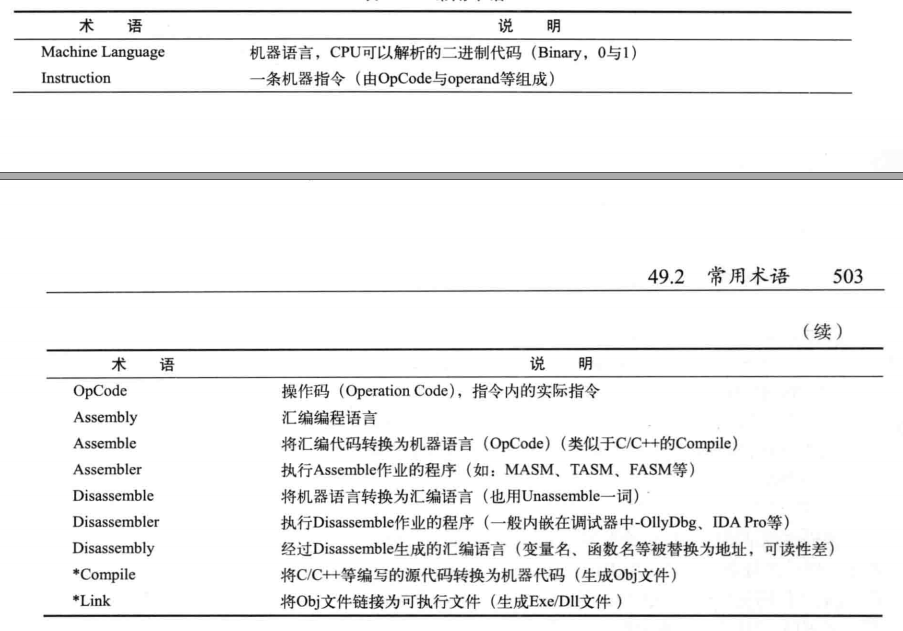 术 语 说 明
Machine Language 机器语言，CPU可以解析的二进制代码（Binary，0与1）
Instruction 一条机器指令（由OpCode与operand等组成）
49.2 常用术语 503
（续）
术 语 说 明
OpCode 操作码（Operation Code），指令内的实际指令
Assembly 汇编编程语言
Assemble 将汇编代码转换为机器语言（OpCode）（类似于C/C++的Compile）
Assembler 执行Assemble作业的程序（如：MASM、TASM、FASM等）
Disassemble 将机器语言转换为汇编语言（也用Unassemble一词）
Disassembler 执行Disassemble作业的程序（一般内嵌在调试器中-OllyDbg、IDA Pro等）
Disassembly 经过Disassemble生成的汇编语言（变量名、函数名等被替换为地址，可读性差）
*Compile 将C/C++等编写的源代码转换为机器代码（生成Obj文件）
*Link 将Obj文件链接为可执行文件（生成Exe/Dll文件 ）